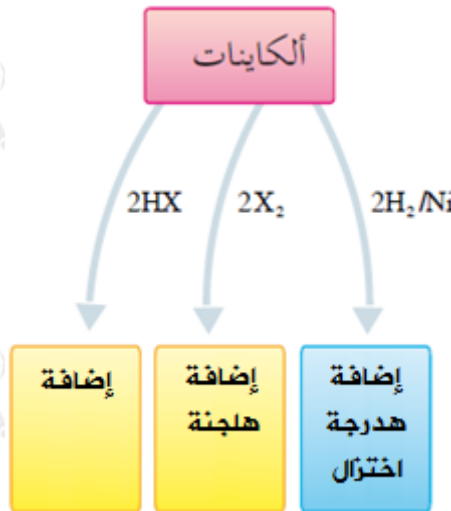 ألكاينات
2H₂/Ni
2X₂
2HX
إضافة
هدرجة
اختزال
إضافة
هلجنة
إضافة